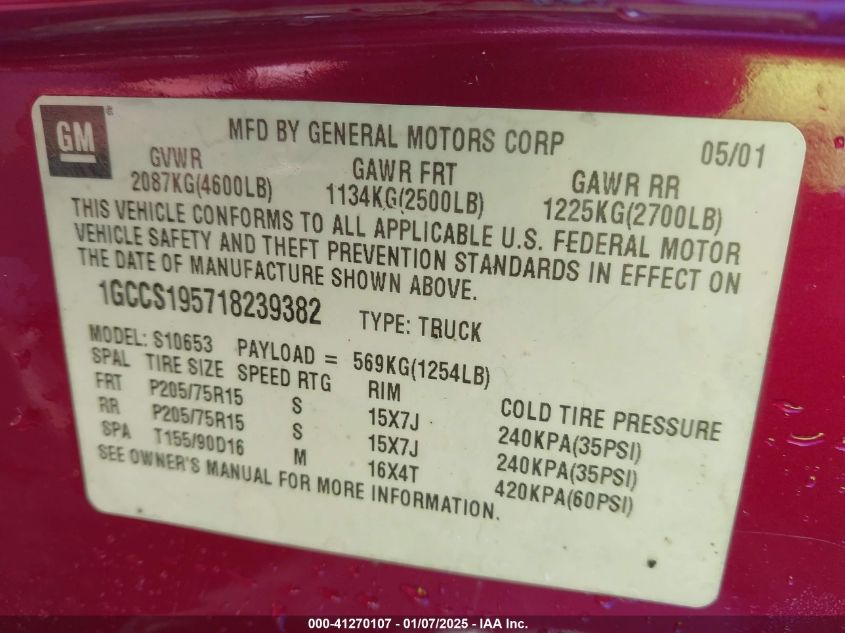 GM ®
MFD BY GENERAL MOTORS CORP 05/01
GVWR GAWR FRT GAWR RR
2087KG(4600LB) 1134KG(2500LB) 1225KG(2700LB)
THIS VEHICLE CONFORMS TO ALL APPLICABLE U.S. FEDERAL MOTOR
VEHICLE SAFETY AND THEFT PREVENTION STANDARDS IN EFFECT ON
THE DATE OF MANUFACTURE SHOWN ABOVE.
1GCCS195718239382 TYPE: TRUCK
MODEL: S10653 PAYLOAD = 569KG(1254LB)
SPAL TIRE SIZE SPEED RTG RIM COLD TIRE PRESSURE
FRT P205/75R15 S 15X7J 240KPA(35PSI)
RR P205/75R15 S 15X7J 240KPA(35PSI)
SPA T155/90D16 M 16X4T 420KPA(60PSI)
SEE OWNER'S MANUAL FOR MORE INFORMATION.
000-41270107 - 01/07/2025 - IAA Inc.